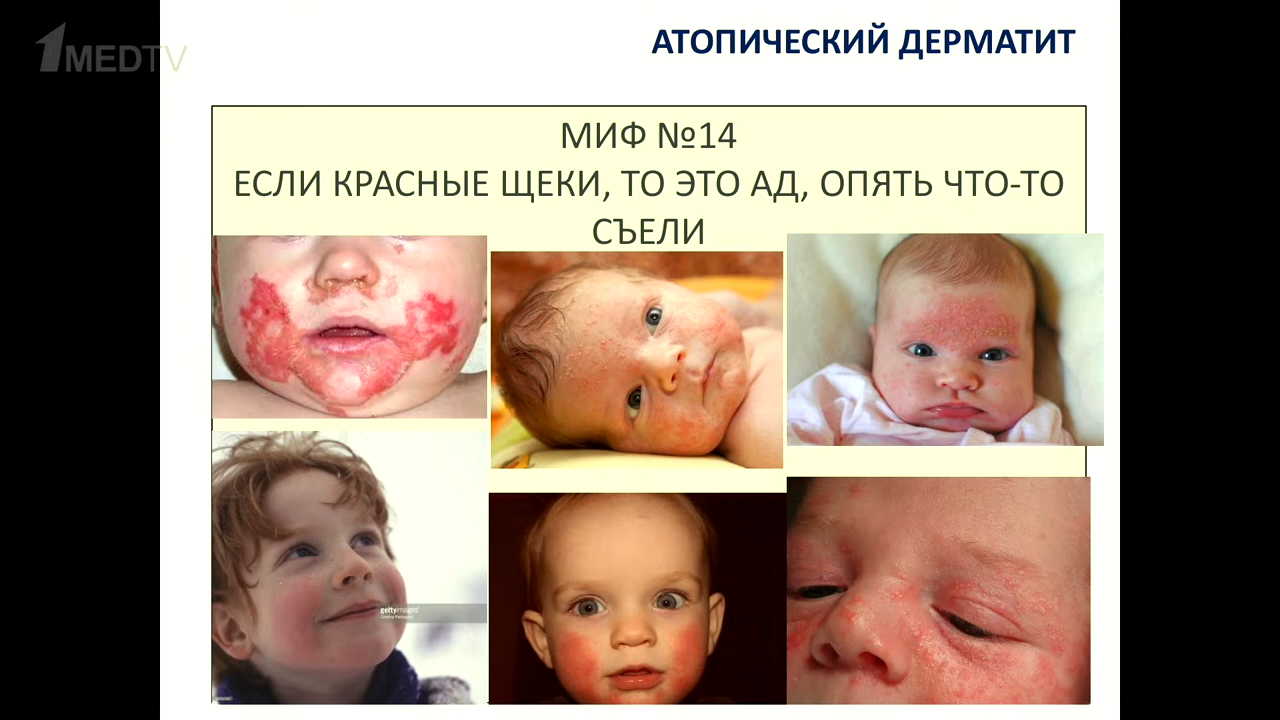 1MEDTV
АТОПИЧЕСКИЙ ДЕРМАТИТ
МИФ №14
ЕСЛИ КРАСНЫЕ ЩЕКИ, ТО ЭТО АД, ОПЯТЬ ЧТО-ТО
СЪЕЛИ
gettyimages